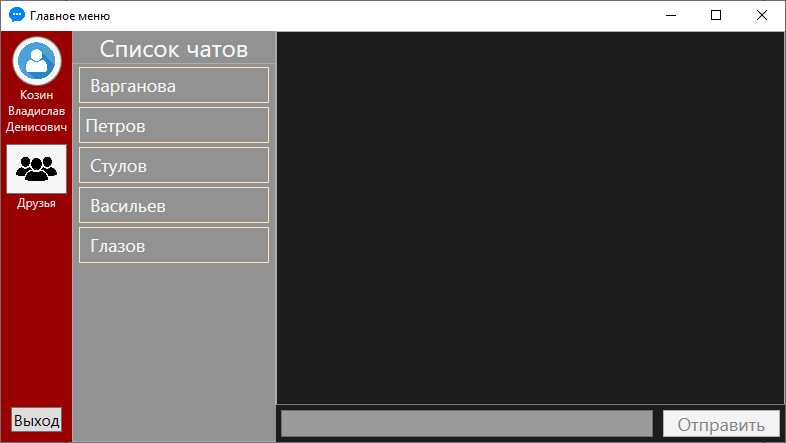 Главное меню
Козин
Владислав
Денисович
Друзья
Выход
Список чатов
Варганова
Петров
Стулов
Васильев
Глазов
Отправить